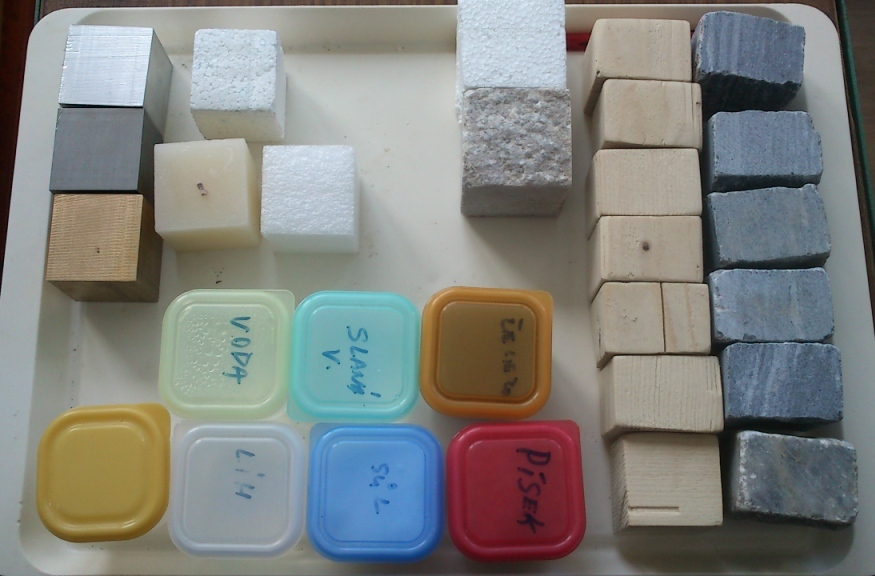 VODA
SLANÁ
V.
LÍH
SŮL
PÍSEK